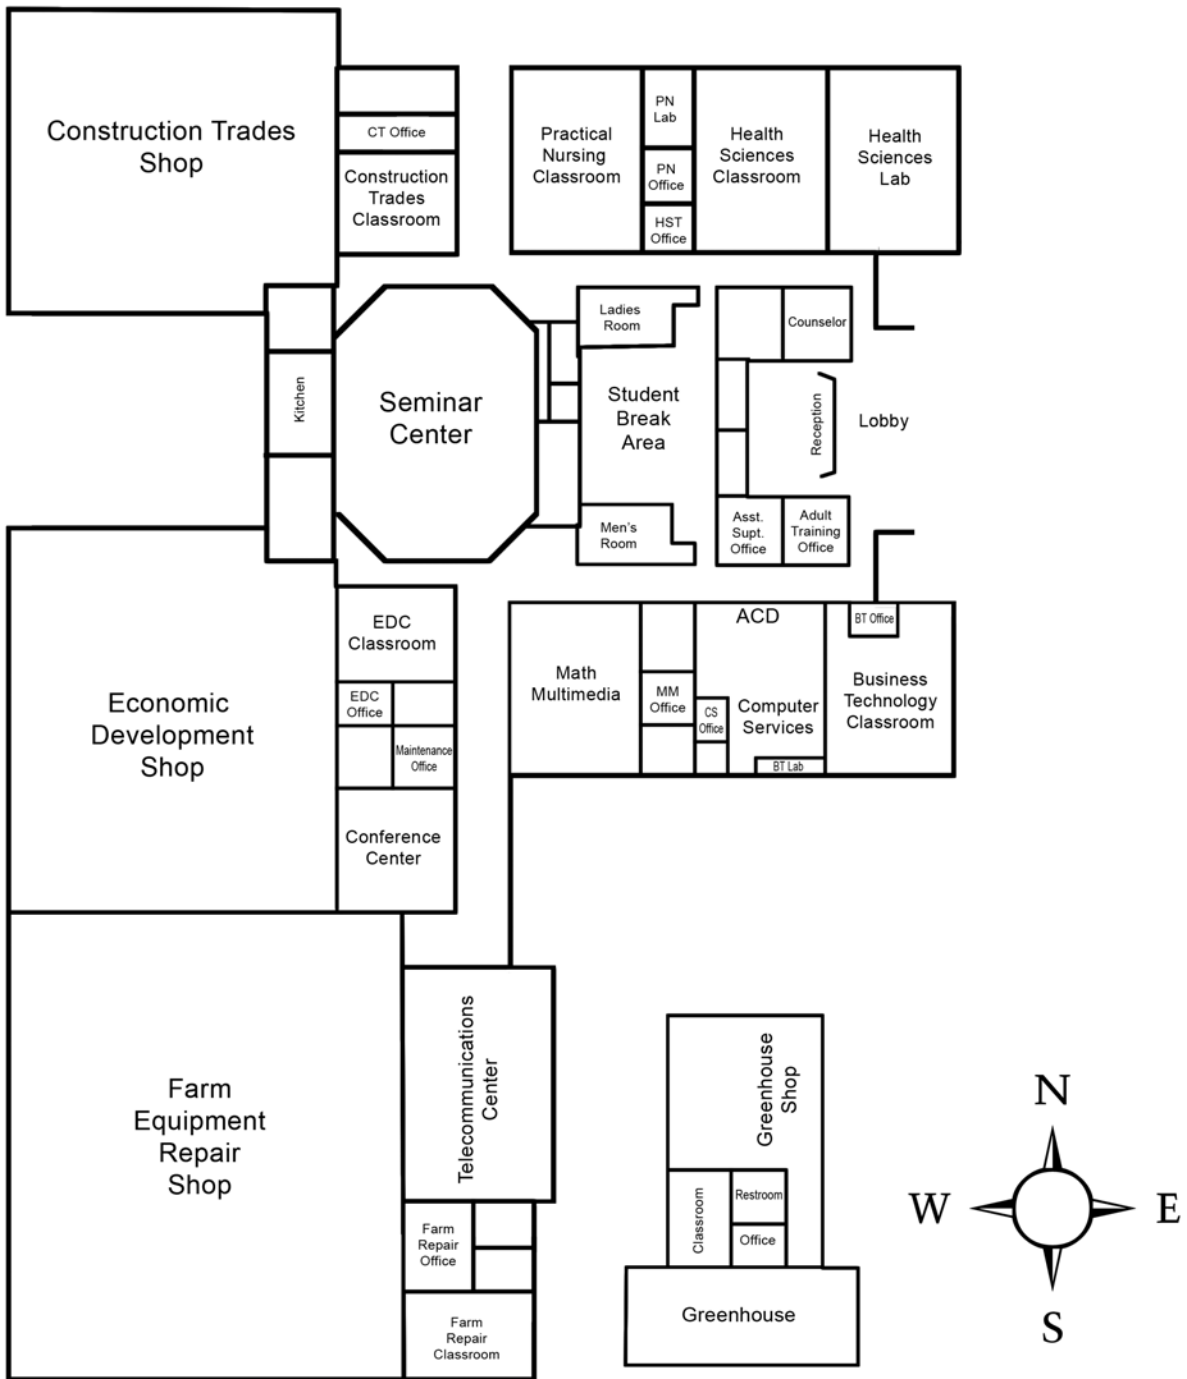 Construction Trades
Shop
CT Office
Construction
Trades
Classroom
Practical
Nursing
Classroom
PN
Lab
PN
Office
HST
Office
Health
Sciences
Classroom
Health
Sciences
Lab
Kitchen
Seminar
Center
Ladies
Room
Student
Break
Area
Men's
Room
Counselor
Reception
Lobby
Asst.
Supt.
Office
Adult
Training
Office
Economic
Development
Shop
EDC
Classroom
EDC
Office
Maintenance
Office
Conference
Center
Math
Multimedia
MM
Office
ACD
CS
Office
Computer
Services
BT Lab
BT Office
Business
Technology
Classroom
Farm
Equipment
Repair
Shop
Telecommunications
Center
Farm
Repair
Office
Farm
Repair
Classroom
Greenhouse
Shop
Classroom
Restroom
Office
Greenhouse
N
W
E
S